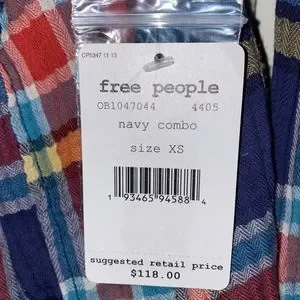 CP5347 11 13
free people
OB1047044 4405
navy combo
size XS
1 93465 94588 4
suggested retail price
$118.00